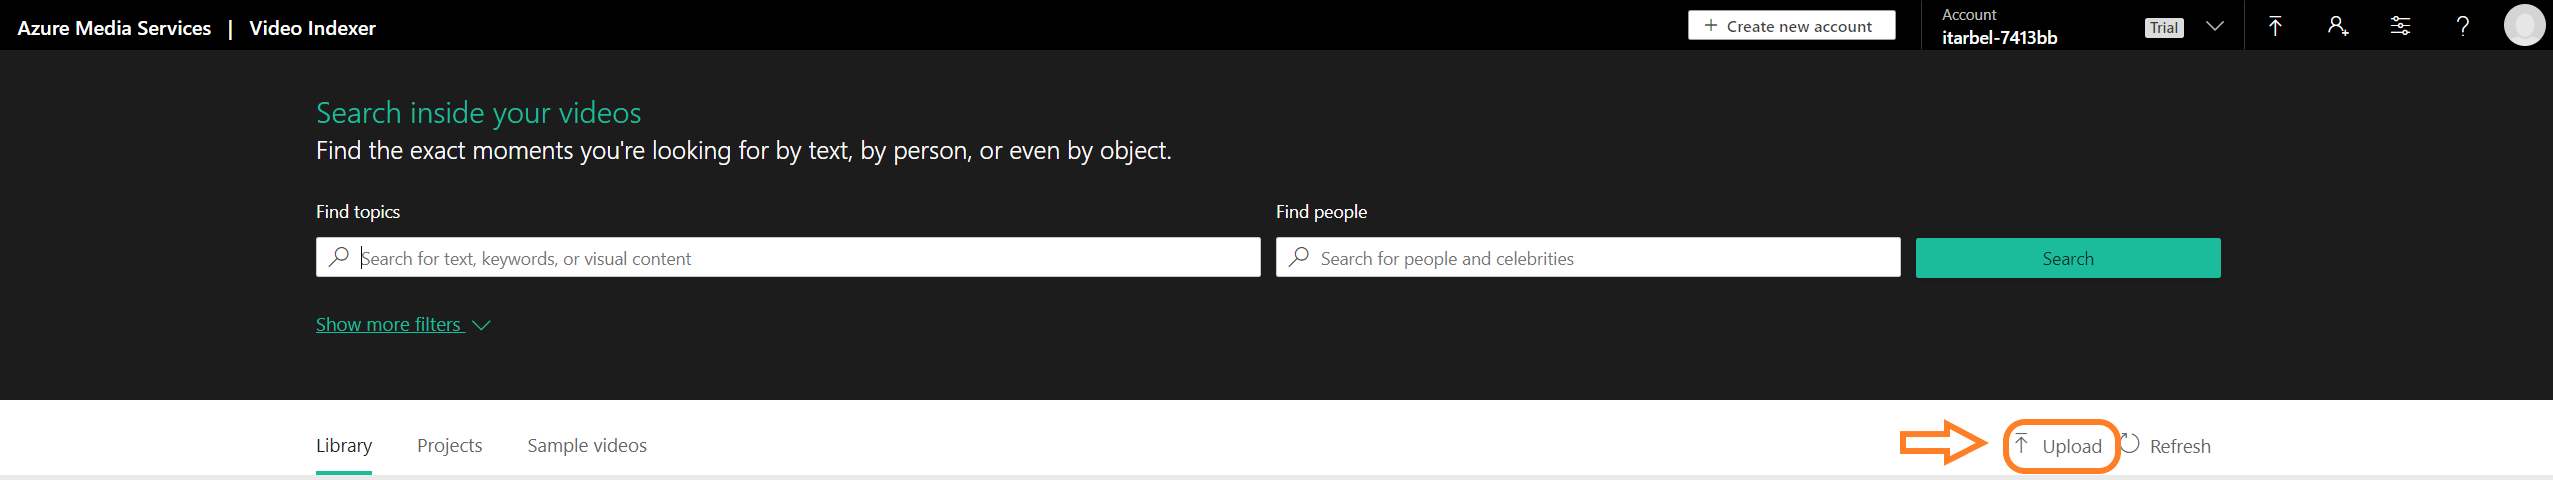 Azure Media Services | Video Indexer
+ Create new account
Account
itarbel-7413bb
Trial
?
Search inside your videos
Find the exact moments you're looking for by text, by person, or even by object.
Find topics
Find people
Search for text, keywords, or visual content
Search for people and celebrities
Search
Show more filters
Library
Projects
Sample videos
Upload
Refresh